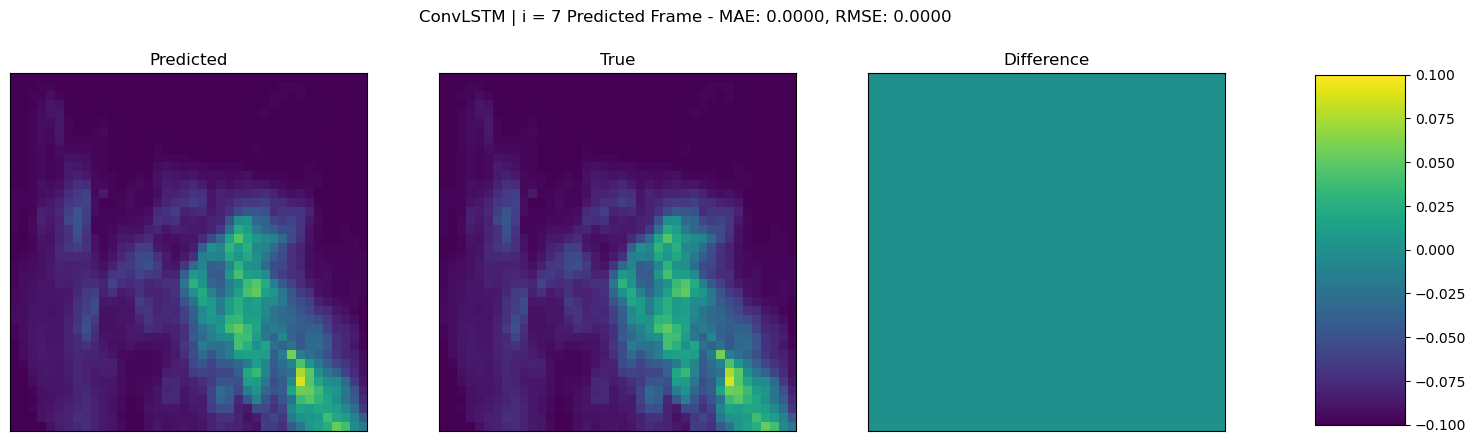 ConvLSTM | i = 7 Predicted Frame - MAE: 0.0000, RMSE: 0.0000
Predicted
True
Difference
0.100
0.075
0.050
0.025
0.000
−0.025
−0.050
−0.075
−0.100